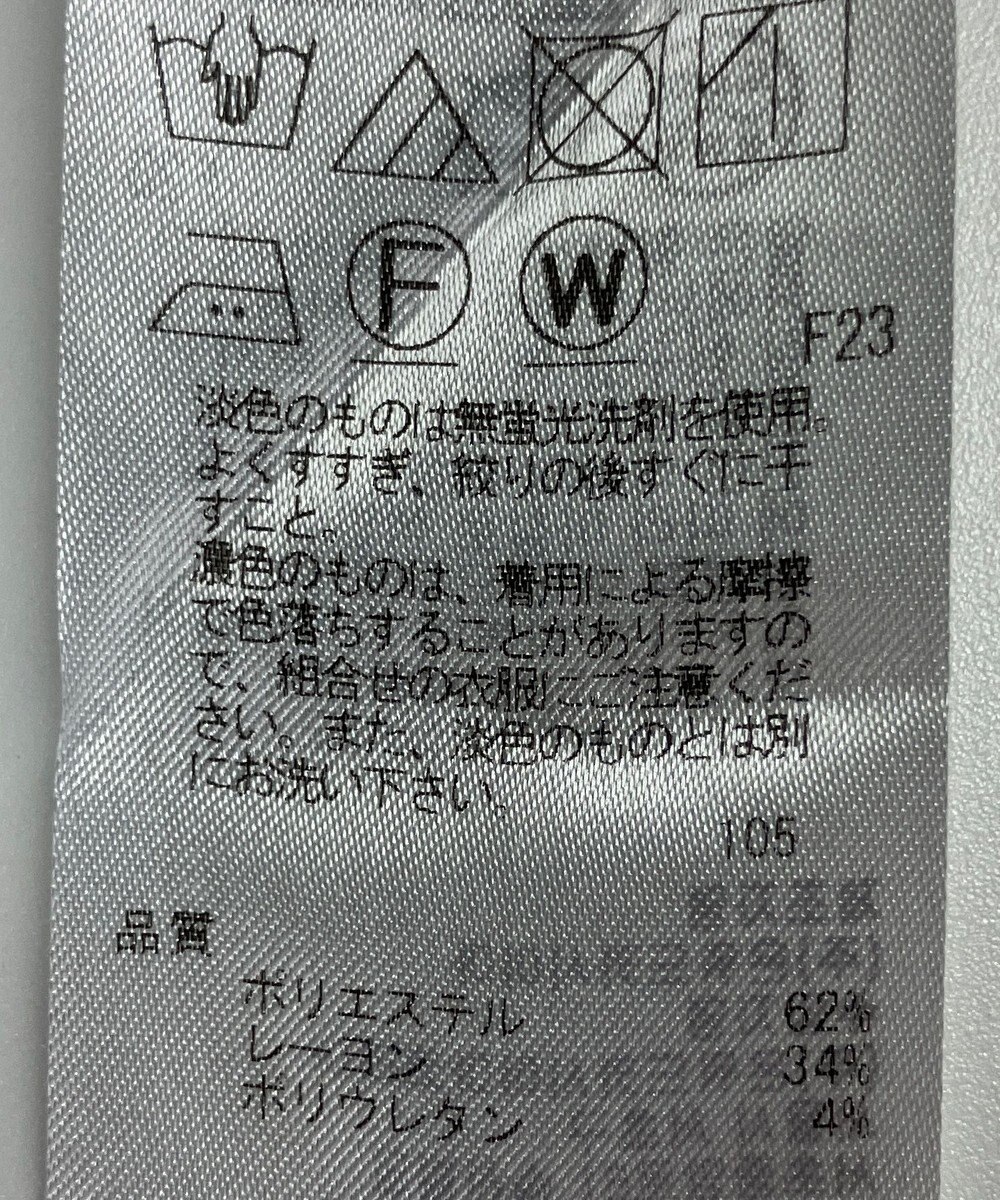 F W
F23
淡色のものは無蛍光洗剤を使用。
よくすすぎ、絞りの後すぐに干
すこと。
濃色のものは、着用による摩擦
で色落ちすることがありますの
で、組合せの衣服にご注意くだ
さい。また、淡色のものとは別
にお洗い下さい。
105
品質
ポリエステル 62%
レーヨン 34%
ポリウレタン 4%